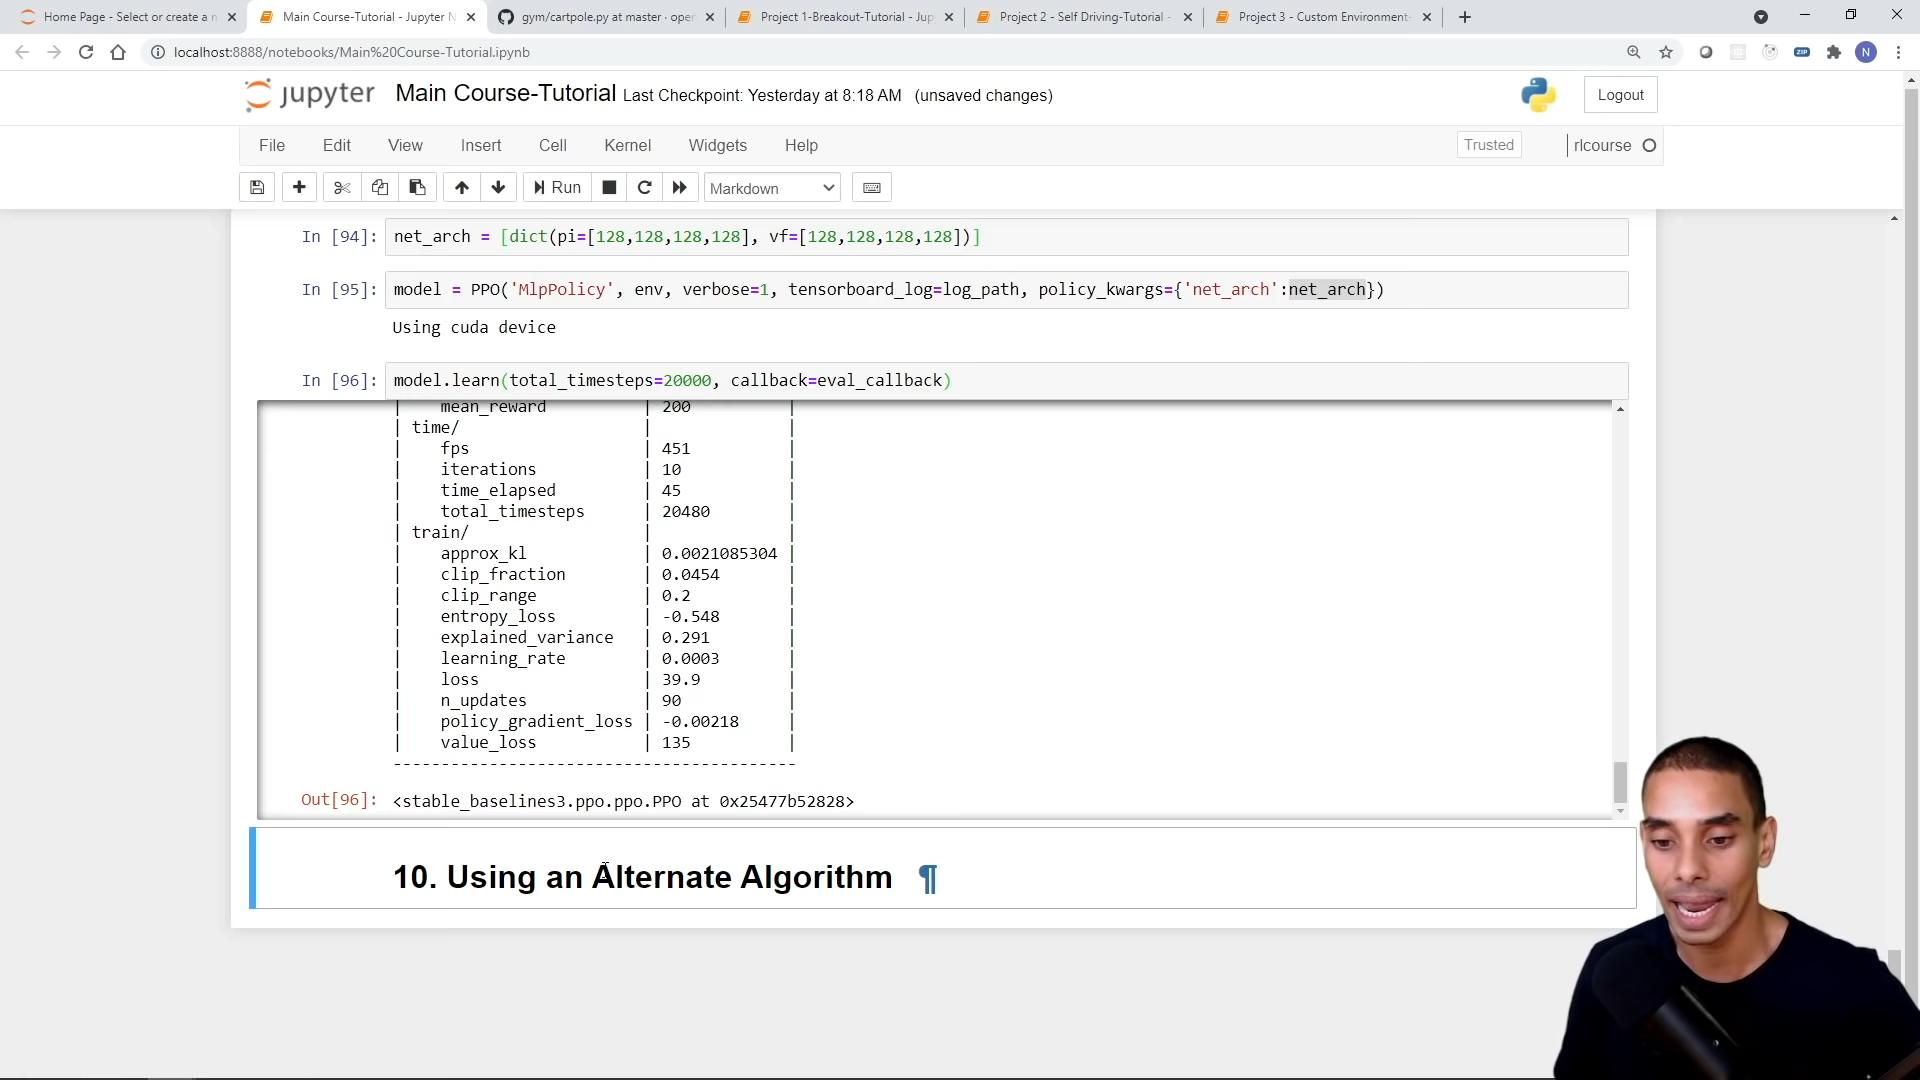 Home Page - Select or create a n
Main Course-Tutorial - Jupyter N
gym/cartpole.py at master · open
Project 1-Breakout-Tutorial - Jup
Project 2 - Self Driving-Tutorial -
Project 3 - Custom Environment-
localhost:8888/notebooks/Main%20Course-Tutorial.ipynb
ZIP
N
jupyter Main Course-Tutorial Last Checkpoint: Yesterday at 8:18 AM (unsaved changes)
Logout
File Edit View Insert Cell Kernel Widgets Help
Trusted
rlcourse
Run
Markdown
In [94]: net_arch = [dict(pi=[128,128,128,128], vf=[128,128,128,128])]
In [95]: model = PPO('MlpPolicy', env, verbose=1, tensorboard_log=log_path, policy_kwargs={'net_arch':net_arch})
Using cuda device
In [96]: model.learn(total_timesteps=20000, callback=eval_callback)
| mean_reward | 200 |
| time/ | |
| fps | 451 |
| iterations | 10 |
| time_elapsed | 45 |
| total_timesteps | 20480 |
| train/ | |
| approx_kl | 0.0021085304 |
| clip_fraction | 0.0454 |
| clip_range | 0.2 |
| entropy_loss | -0.548 |
| explained_variance | 0.291 |
| learning_rate | 0.0003 |
| loss | 39.9 |
| n_updates | 90 |
| policy_gradient_loss | -0.00218 |
| value_loss | 135 |
------------------------------------------
Out[96]: <stable_baselines3.ppo.ppo.PPO at 0x25477b52828>
10. Using an Alternate Algorithm ¶